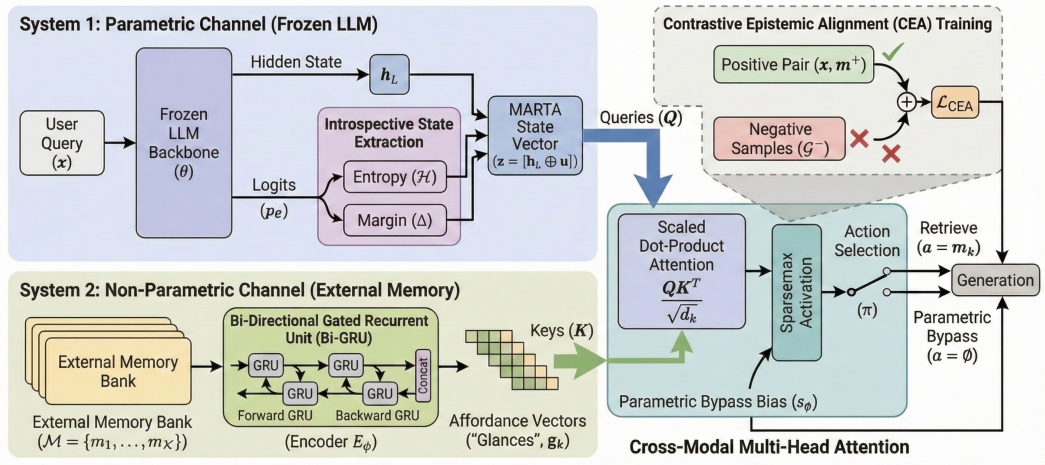 System 1: Parametric Channel (Frozen LLM)
User
Query
(x)
Frozen
LLM
Backbone
(θ)
Hidden State
h_L
Logits
(p_e)
Introspective State
Extraction
Entropy (ℋ)
Margin (Δ)
MARTA
State
Vector
(z = [h_L ⊕ u])
Queries (Q)
Contrastive Epistemic Alignment (CEA) Training
Positive Pair (x, m⁺)
Negative
Samples (𝒢⁻)
+
ℒ_CEA
System 2: Non-Parametric Channel (External Memory)
External Memory
Bank
External Memory Bank
(ℳ = {m_1, ..., m_K})
Bi-Directional Gated Recurrent
Unit (Bi-GRU)
GRU
GRU
GRU
GRU
Concat
Forward GRU
Backward GRU
(Encoder E_ϕ)
Affordance Vectors
("Glances", g_k)
Keys (K)
Scaled
Dot-Product
Attention
QK^T
√d_k
Sparsemax
Activation
Action
Selection
(π)
Retrieve
(a = m_k)
Generation
Parametric
Bypass
(a = ∅)
Parametric Bypass Bias (s_ϕ)
Cross-Modal Multi-Head Attention